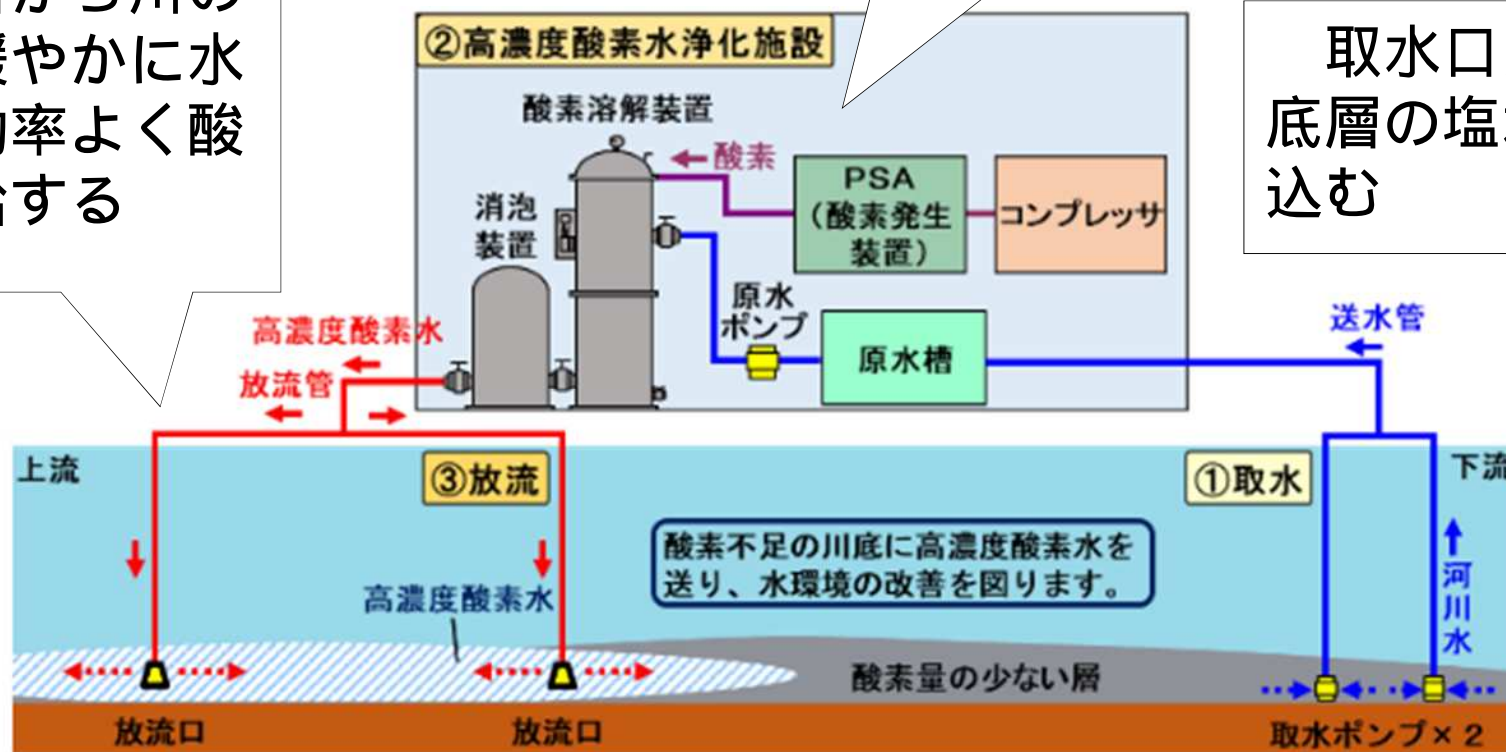 緩やかに水
率よく酸
する
取水口
底層の塩
込む
②高濃度酸素水浄化施設
酸素溶解装置
酸素
消泡
装置
PSA
(酸素発生
装置)
コンプレッサ
原水
ポンプ
原水槽
送水管
高濃度酸素水
放流管
上流
③放流
①取水
下流
酸素不足の川底に高濃度酸素水を
送り、水環境の改善を図ります。
高濃度酸素水
河川水
酸素量の少ない層
放流口
放流口
取水ポンプ×2